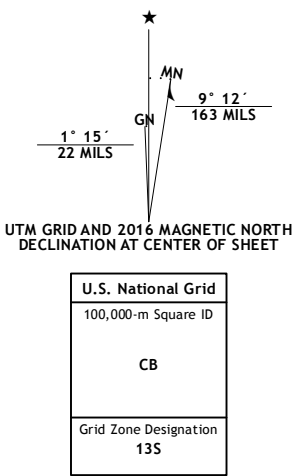 ★
MN
GN
9° 12´
163 MILS
1° 15´
22 MILS
UTM GRID AND 2016 MAGNETIC NORTH
DECLINATION AT CENTER OF SHEET
U.S. National Grid
100,000-m Square ID
CB
Grid Zone Designation
13S